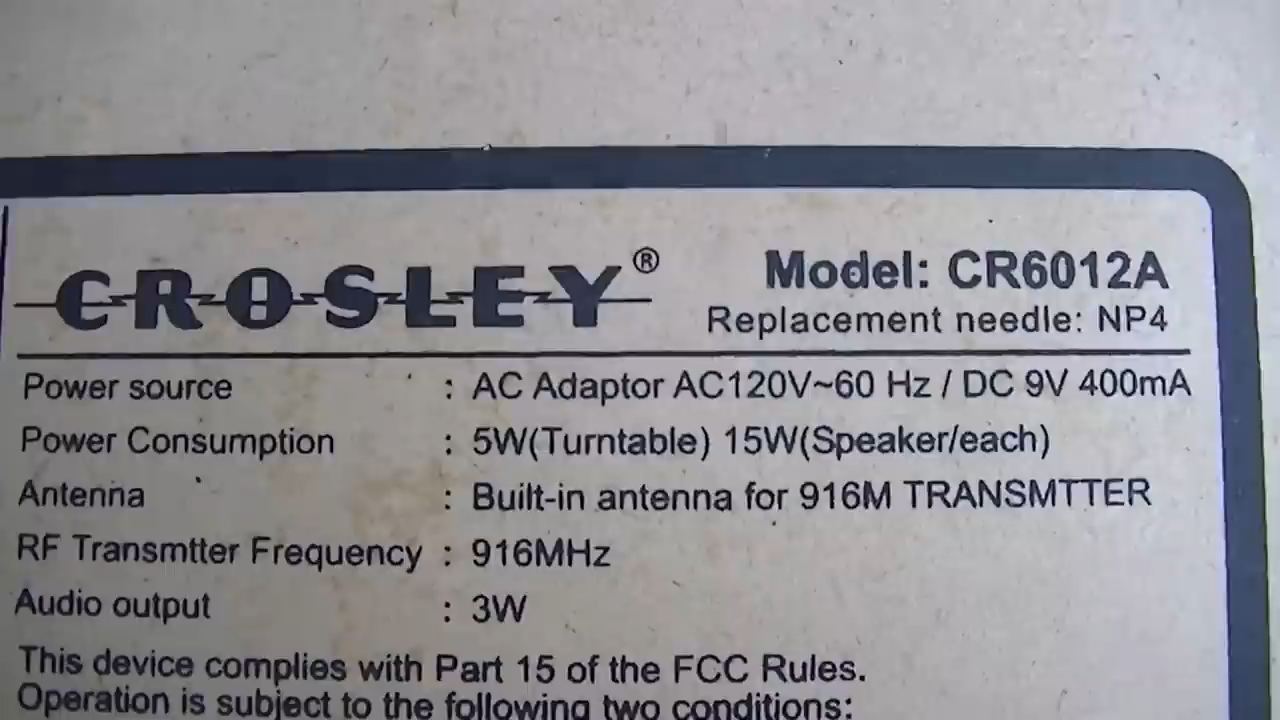 CROSLEY®
Model: CR6012A
Replacement needle: NP4
Power source : AC Adaptor AC120V~60 Hz / DC 9V 400mA
Power Consumption : 5W(Turntable) 15W(Speaker/each)
Antenna : Built-in antenna for 916M TRANSMTTER
RF Transmtter Frequency : 916MHz
Audio output : 3W
This device complies with Part 15 of the FCC Rules.
Operation is subject to the following two conditions: